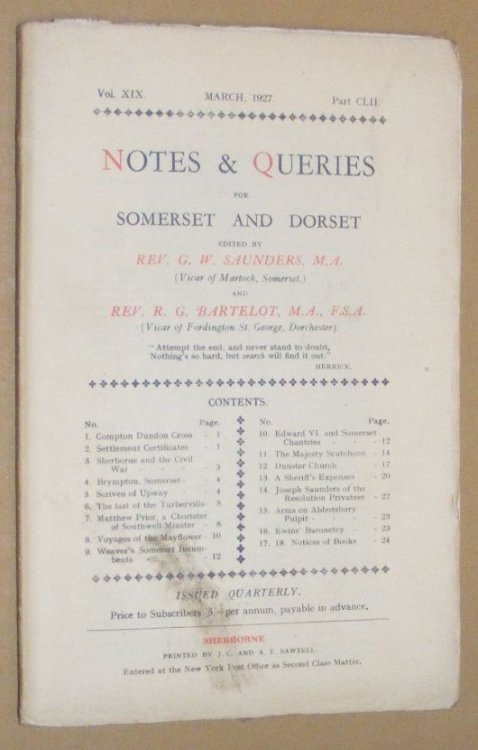 Vol. XIX. MARCH, 1927. Part CLII.
NOTES & QUERIES
FOR
SOMERSET AND DORSET
EDITED BY
REV. G. W. SAUNDERS, M.A.
(Vicar of Martock, Somerset,)
AND
REV. R. G. BARTELOT, M.A., F.S.A.
(Vicar of Fordington St. George, Dorchester).
"Attempt the end, and never stand to doubt,
Nothing's so hard, but search will find it out."
HERRICK.
CONTENTS.
No. Page.
1. Compton Dundon Cross - 1
2. Settlement Certificates - 1
3. Sherborne and the Civil
War - - - 3
4. Brympton, Somerset - - 4
5. Scriven of Upway - - 4
6. The last of the Turbervills- 5
7. Matthew Prior, a Chorister
of Southwell Minster - 8
8. Voyages of the Mayflower - 10
9. Weaver's Somerset Incum-
bents - - - 12
No. Page.
10. Edward VI. and Somerset
Chantries - - - 12
11. The Majesty Scutcheon - 14
12. Dunster Church - - 17
13. A Sheriff's Expenses - 20
14. Joseph Saunders of the
Resolution Privateer - 22
15. Arms on Abbotsbury
Pulpit - - - 23
16. Ewins' Baronetcy - 23
17. 18. Notices of Books - 24
ISSUED QUARTERLY.
Price to Subscribers 5/- per annum, payable in advance.
SHERBORNE
PRINTED BY J. C. AND A. T. SAWTELL.
Entered at the New York Post Office as Second Class Matter.